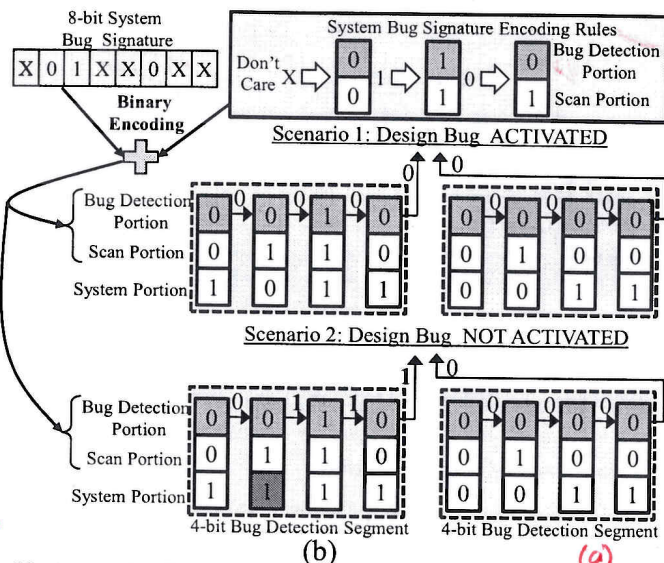 8-bit System
Bug Signature
X 0 1 X X 0 X X
Binary
Encoding
System Bug Signature Encoding Rules
Don't
Care X 0 1 1 0 0
0 1 1
Bug Detection
Portion
Scan Portion
Scenario 1: Design Bug ACTIVATED
0 0
Bug Detection
Portion
0 0 0 0 0 0
0 0 1 0 0 0 0 0
Scan Portion 0 1 1 0 0 1 0 0
System Portion 1 0 1 1 0 0 1 1
Scenario 2: Design Bug NOT ACTIVATED
1 0
Bug Detection
Portion
0 1 1 0 0 0
0 0 1 0 0 0 0 0
Scan Portion 0 1 1 0 0 1 0 0
System Portion 1 1 1 1 0 0 1 1
4-bit Bug Detection Segment 4-bit Bug Detection Segment
(b) (a)